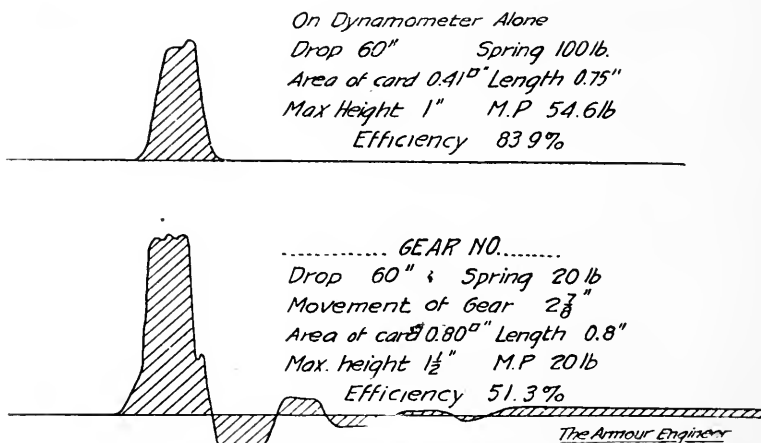 On Dynamometer Alone
Drop 60" Spring 100 lb.
Area of card 0.41□" Length 0.75"
Max Height 1" M.P 54.6 lb
Efficiency 83.9%
.......... GEAR NO. ........
Drop 60" & Spring 20 lb
Movement of Gear 2⅞"
Area of card 0.80□" Length 0.8"
Max. height 1½" M.P 20 lb
Efficiency 51.3%
The Armour Engineer